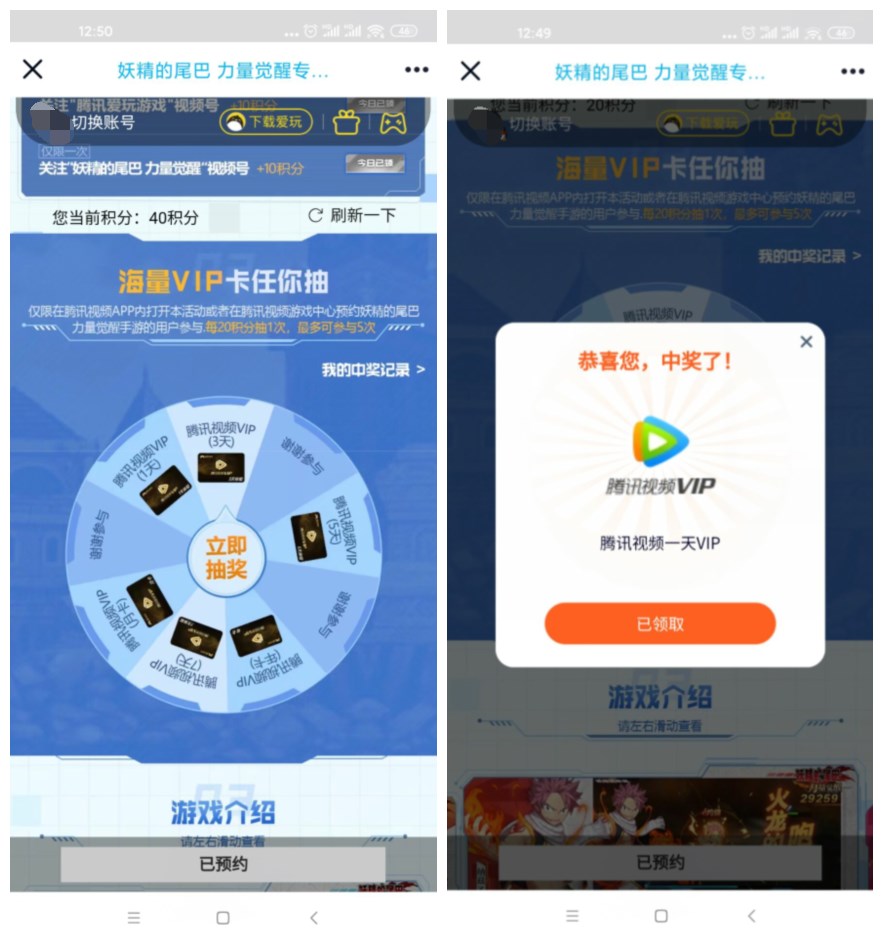 12:50
46
妖精的尾巴 力量觉醒专...
关注"腾讯爱玩游戏"视频号 +10积分
今日已领
切换账号
下载爱玩
仅限一次
关注"妖精的尾巴 力量觉醒"视频号 +10积分
今日已领
您当前积分：40积分
刷新一下
海量VIP卡任你抽
仅限在腾讯视频APP内打开本活动或者在腾讯视频游戏中心预约妖精的尾巴
力量觉醒手游的用户参与,每20积分抽1次，最多可参与5次
我的中奖记录 >
腾讯视频VIP
(3天)
谢谢参与
腾讯视频VIP
(5天)
谢谢参与
腾讯视频VIP
(年卡)
腾讯视频VIP
(7天)
腾讯视频VIP
(月卡)
谢谢参与
腾讯视频VIP
(1天)
立即
抽奖
游戏介绍
请左右滑动查看
已预约
12:49
46
妖精的尾巴 力量觉醒专...
您当前积分：20积分
刷新一下
切换账号
下载爱玩
海量VIP卡任你抽
仅限在腾讯视频APP内打开本活动或者在腾讯视频游戏中心预约妖精的尾巴
力量觉醒手游的用户参与,每20积分抽1次，最多可参与5次
我的中奖记录 >
腾讯视频VIP
恭喜您，中奖了！
腾讯视频VIP
腾讯视频一天VIP
已领取
游戏介绍
请左右滑动查看
29259
火龙的咆
已预约